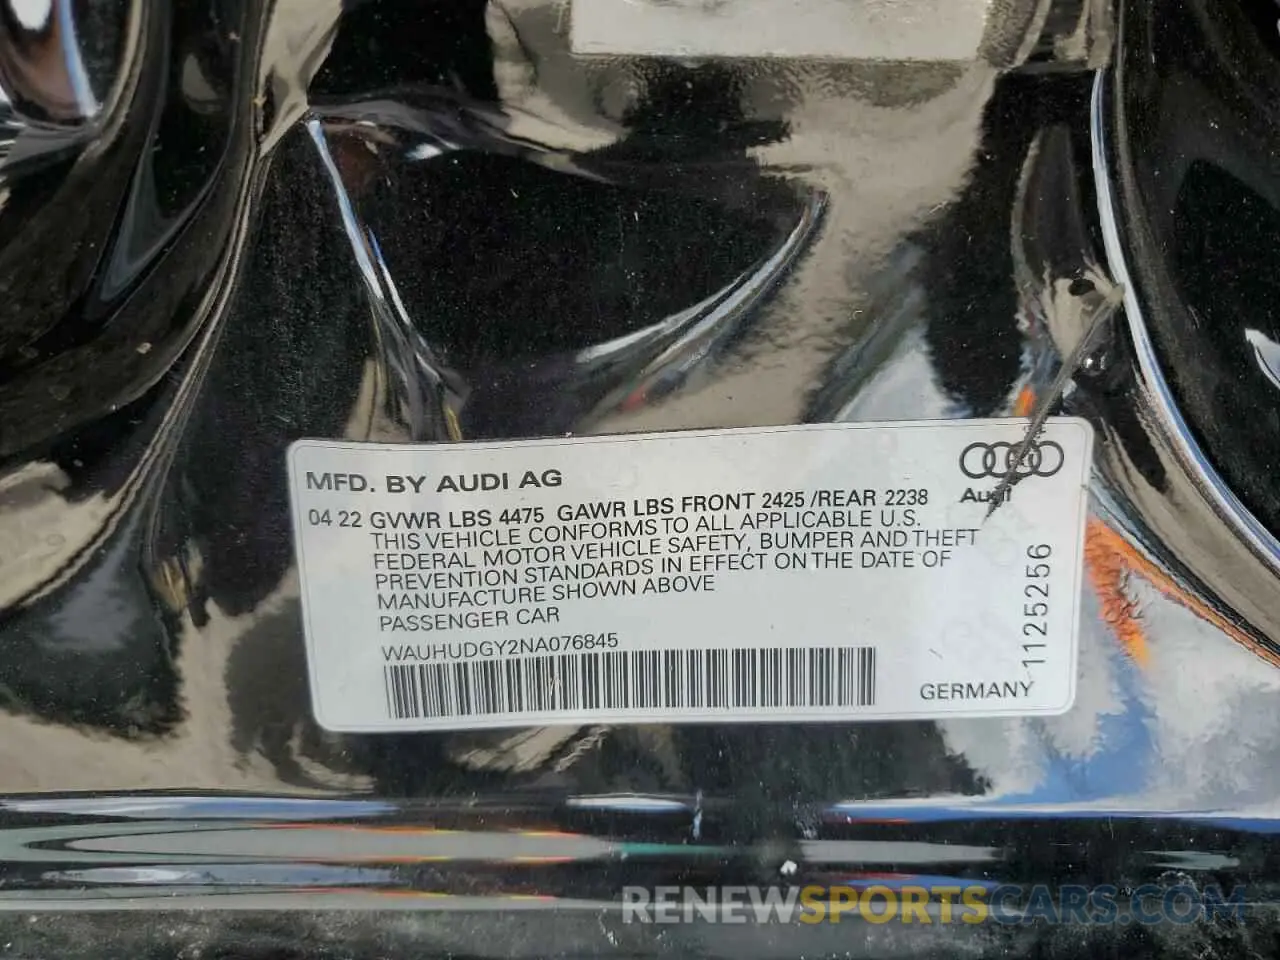 MFD. BY AUDI AG
Audi
04 22 GVWR LBS 4475 GAWR LBS FRONT 2425 /REAR 2238
THIS VEHICLE CONFORMS TO ALL APPLICABLE U.S.
FEDERAL MOTOR VEHICLE SAFETY, BUMPER AND THEFT
PREVENTION STANDARDS IN EFFECT ON THE DATE OF
MANUFACTURE SHOWN ABOVE
PASSENGER CAR
WAUHUDGY2NA076845
GERMANY
1125256
RENEWSPORTSCARS.COM